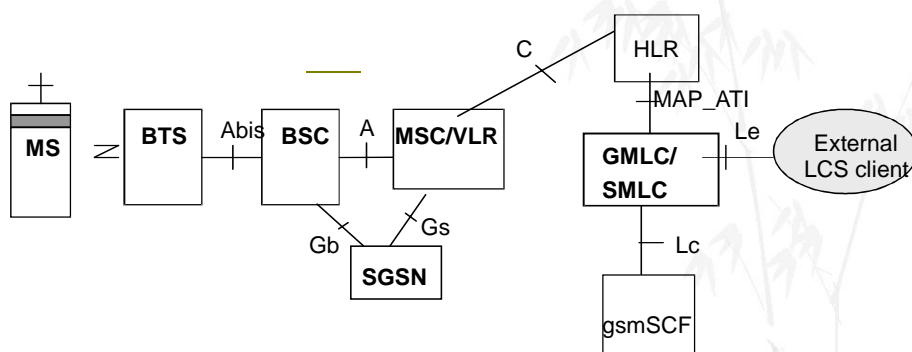 C
HLR
MAP_ATI
MS
BTS
Abis
BSC
A
MSC/VLR
GMLC/
SMLC
Le
External
LCS client
Gb
Gs
SGSN
Lc
gsmSCF